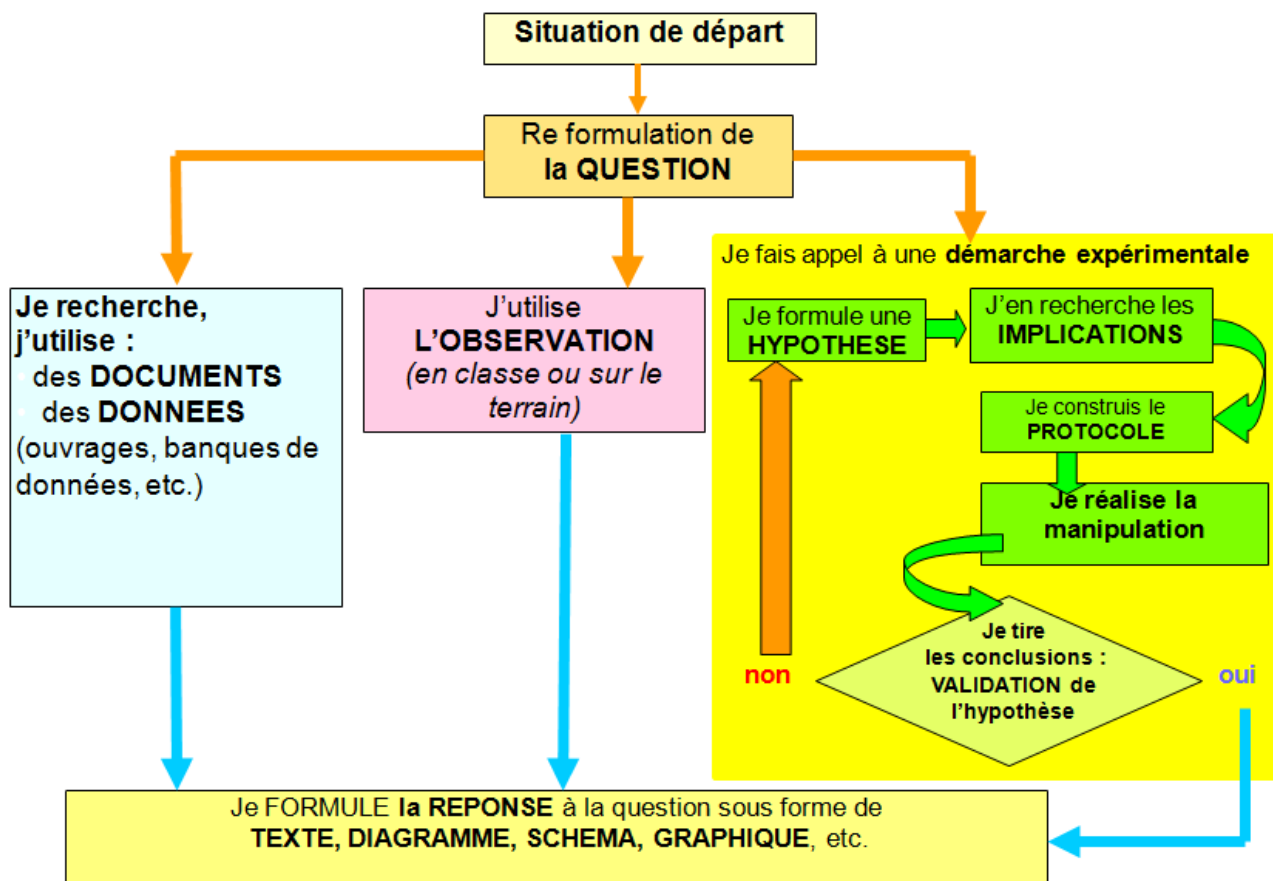 Situation de départ
Re formulation de
la QUESTION
Je recherche,
j'utilise :
des DOCUMENTS
des DONNEES
(ouvrages, banques de
données, etc.)
J'utilise
L'OBSERVATION
(en classe ou sur le
terrain)
Je fais appel à une démarche expérimentale
Je formule une
HYPOTHESE
J'en recherche les
IMPLICATIONS
Je construis le
PROTOCOLE
Je réalise la
manipulation
Je tire
les conclusions :
VALIDATION de
l'hypothèse
non
oui
Je FORMULE la REPONSE à la question sous forme de
TEXTE, DIAGRAMME, SCHEMA, GRAPHIQUE, etc.